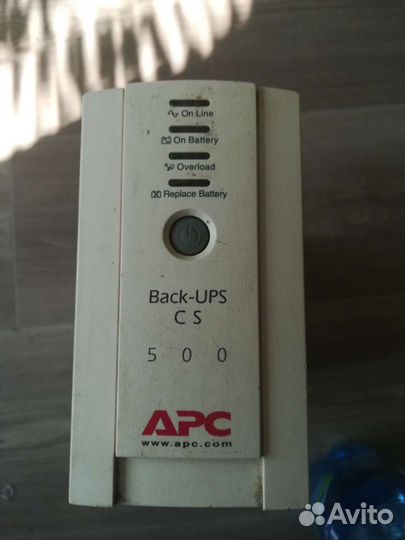 On Line
On Battery
Overload
Replace Battery
Back-UPS
CS
500
APC
www.apc.com
Avito